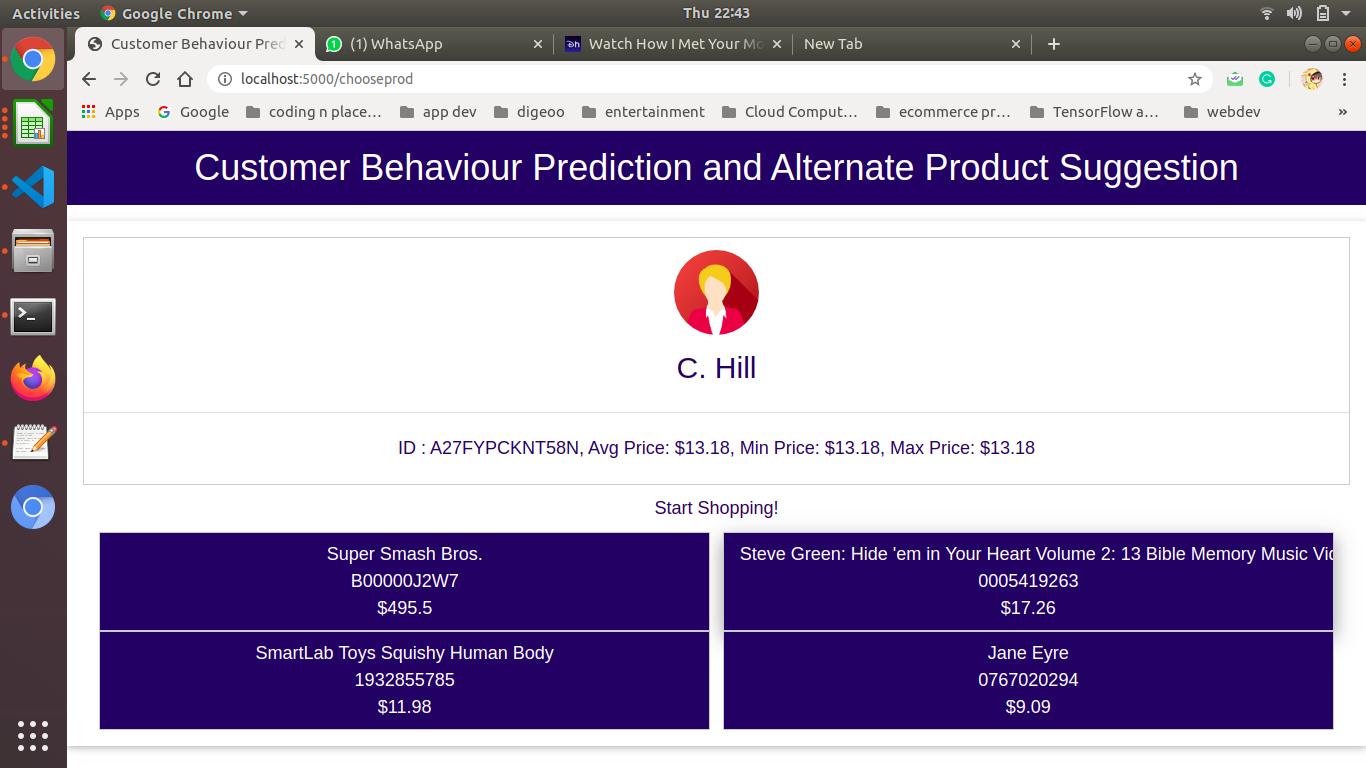 Activities Google Chrome Thu 22:43
Customer Behaviour Pred (1) WhatsApp Watch How I Met Your Mo New Tab
localhost:5000/chooseprod
Apps Google coding n place… app dev digeoo entertainment Cloud Comput… ecommerce pr… TensorFlow a… webdev »
Customer Behaviour Prediction and Alternate Product Suggestion
C. Hill
ID : A27FYPCKNT58N, Avg Price: $13.18, Min Price: $13.18, Max Price: $13.18
Start Shopping!
Super Smash Bros.
B00000J2W7
$495.5
Steve Green: Hide 'em in Your Heart Volume 2: 13 Bible Memory Music Vid
0005419263
$17.26
SmartLab Toys Squishy Human Body
1932855785
$11.98
Jane Eyre
0767020294
$9.09